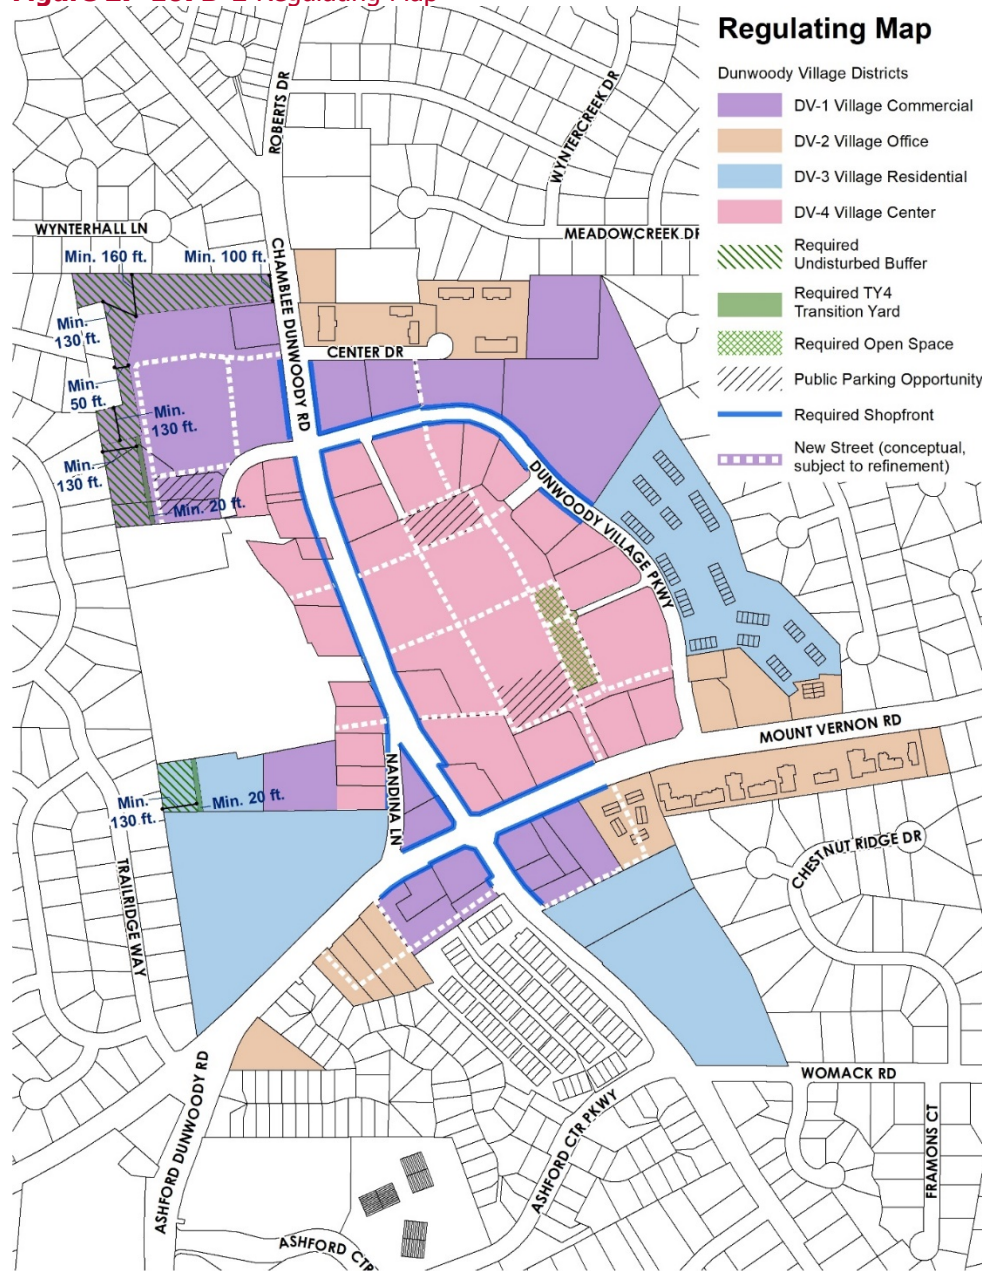 Figure Regulating Map
Regulating Map
Dunwoody Village Districts
DV-1 Village Commercial
DV-2 Village Office
DV-3 Village Residential
DV-4 Village Center
Required
Undisturbed Buffer
Required TY4
Transition Yard
Required Open Space
Public Parking Opportunity
Required Shopfront
New Street (conceptual,
subject to refinement)
ROBERTS DR
WYNTERCREEK DR
WYNTERHALL LN
MEADOWCREEK DR
Min. 160 ft.
Min. 100 ft.
CHAMBLEE DUNWOODY RD
Min.
130 ft.
CENTER DR
Min.
50 ft.
Min.
130 ft.
Min.
130 ft.
Min. 20 ft.
DUNWOODY VILLAGE PKWY
MOUNT VERNON RD
NANDINA LN
Min.
130 ft.
Min. 20 ft.
CHESTNUT RIDGE DR
TRAILRIDGE WAY
WOMACK RD
ASHFORD DUNWOODY RD
ASHFORD CTR PKWY
FRAMONS CT
ASHFORD CTR